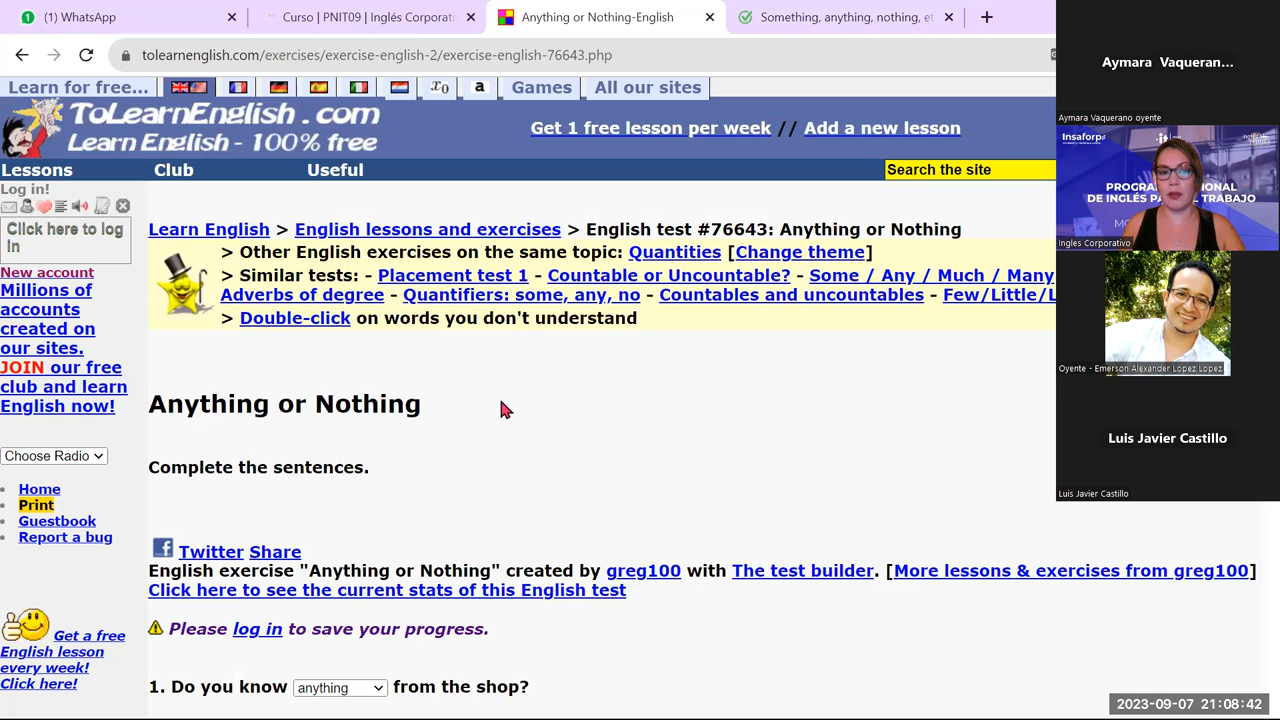 (1) WhatsApp
Curso | PNIT09 | Inglés Corporati
Anything or Nothing-English
Something, anything, nothing, et
tolearnenglish.com/exercises/exercise-english-2/exercise-english-76643.php
Learn for free...
x0
a
Games
All our sites
ToLearnEnglish.com
Learn English - 100% free
Get 1 free lesson per week // Add a new lesson
Lessons
Club
Useful
Search the site
Log in!
Click here to log
In
New account
Millions of
accounts
created on
our sites.
JOIN our free
club and learn
English now!
Choose Radio
Home
Print
Guestbook
Report a bug
Get a free
English lesson
every week!
Click here!
Learn English > English lessons and exercises > English test #76643: Anything or Nothing
> Other English exercises on the same topic: Quantities [Change theme]
> Similar tests: - Placement test 1 - Countable or Uncountable? - Some / Any / Much / Many
Adverbs of degree - Quantifiers: some, any, no - Countables and uncountables - Few/Little/L
> Double-click on words you don't understand
Anything or Nothing
Complete the sentences.
Twitter Share
English exercise "Anything or Nothing" created by greg100 with The test builder. [More lessons & exercises from greg100]
Click here to see the current stats of this English test
Please log in to save your progress.
1. Do you know anything from the shop?
Aymara Vaqueran...
Aymara Vaquerano oyente
Insaforp
Ingles Corporativo
Oyente - Emerson Alexander Lopez Lopez
Luis Javier Castillo
Luis Javier Castillo
2023-09-07 21:08:42